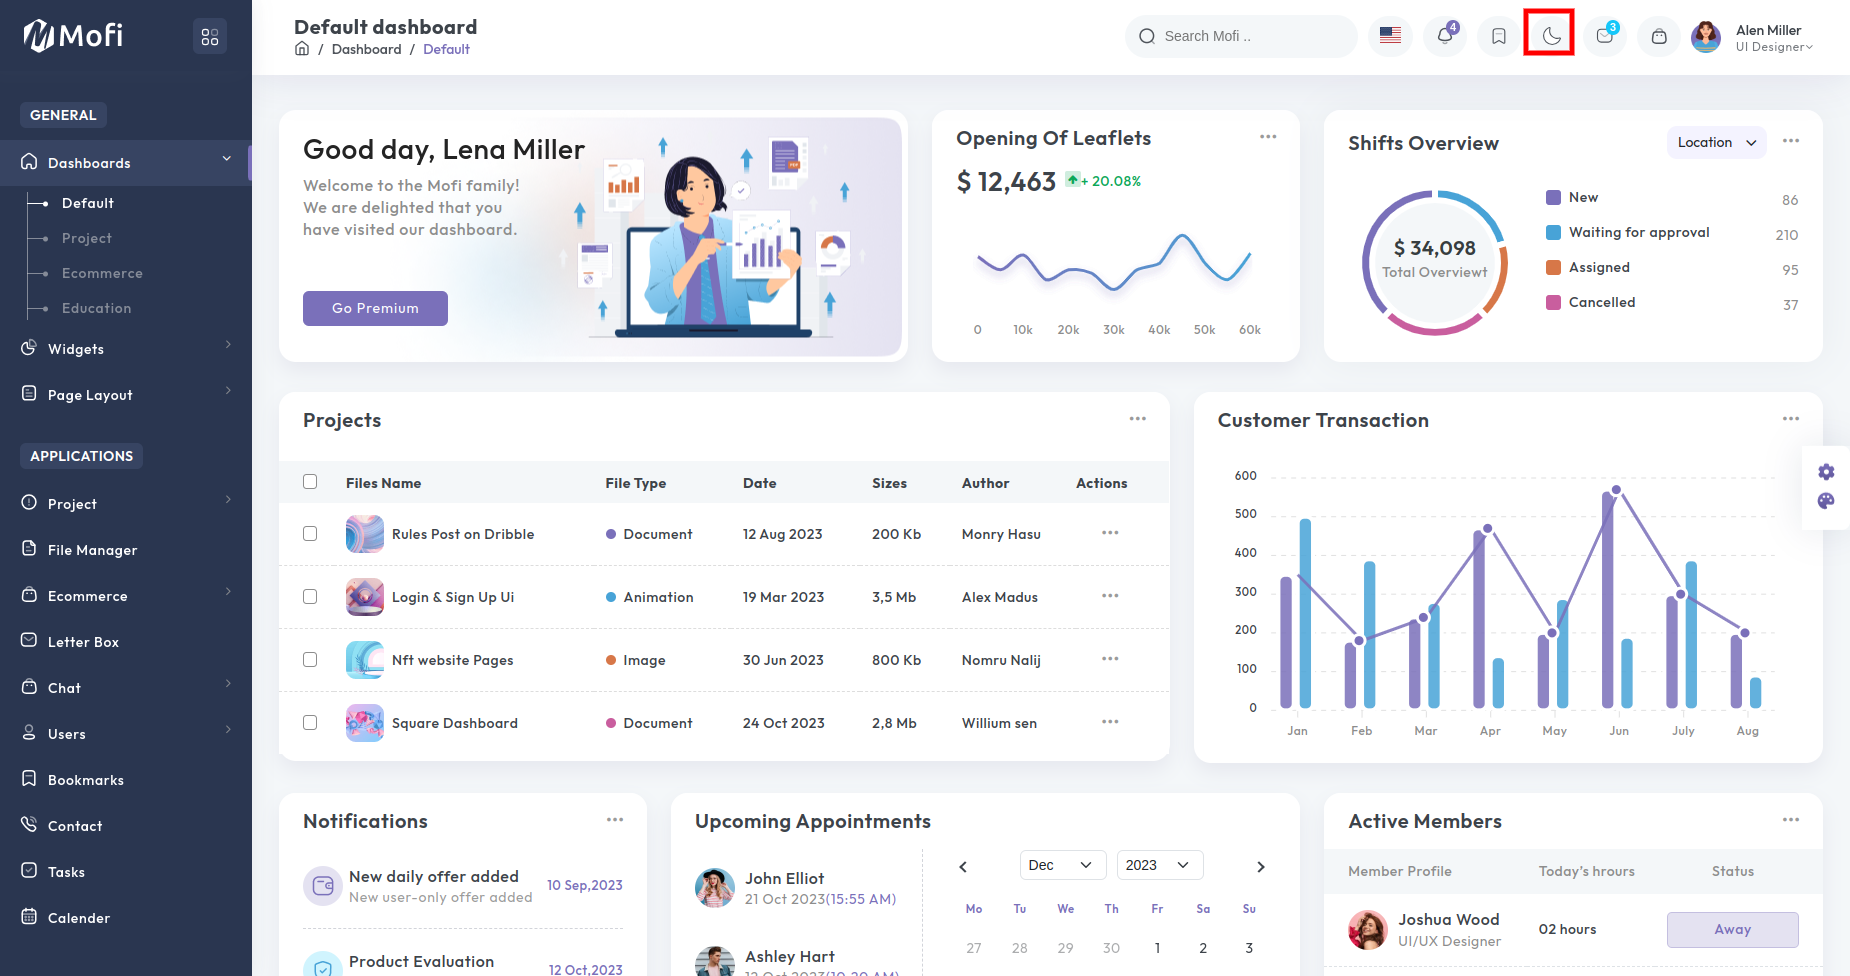 Mofi
Default dashboard
/ Dashboard / Default
Search Mofi ..
4
3
Alen Miller
UI Designer
GENERAL
Dashboards
Default
Project
Ecommerce
Education
Widgets
Page Layout
APPLICATIONS
Project
File Manager
Ecommerce
Letter Box
Chat
Users
Bookmarks
Contact
Tasks
Calender
Good day, Lena Miller
Welcome to the Mofi family!
We are delighted that you
have visited our dashboard.
Go Premium
PDF
Opening Of Leaflets
$ 12,463 + 20.08%
0 10k 20k 30k 40k 50k 60k
Shifts Overview
Location
$ 34,098
Total Overviewt
New 86
Waiting for approval 210
Assigned 95
Cancelled 37
Projects
Files Name File Type Date Sizes Author Actions
Rules Post on Dribble Document 12 Aug 2023 200 Kb Monry Hasu
Login & Sign Up Ui Animation 19 Mar 2023 3,5 Mb Alex Madus
Nft website Pages Image 30 Jun 2023 800 Kb Nomru Nalij
Square Dashboard Document 24 Oct 2023 2,8 Mb Willium sen
Customer Transaction
600
500
400
300
200
100
0
Jan Feb Mar Apr May Jun July Aug
Notifications
New daily offer added
New user-only offer added
10 Sep,2023
Product Evaluation
12 Oct,2023
Upcoming Appointments
John Elliot
21 Oct 2023(15:55 AM)
Ashley Hart
12 Oct 2023(10:20 AM)
Dec 2023
Mo Tu We Th Fr Sa Su
27 28 29 30 1 2 3
Active Members
Member Profile Today's hrours Status
Joshua Wood
UI/UX Designer
02 hours
Away